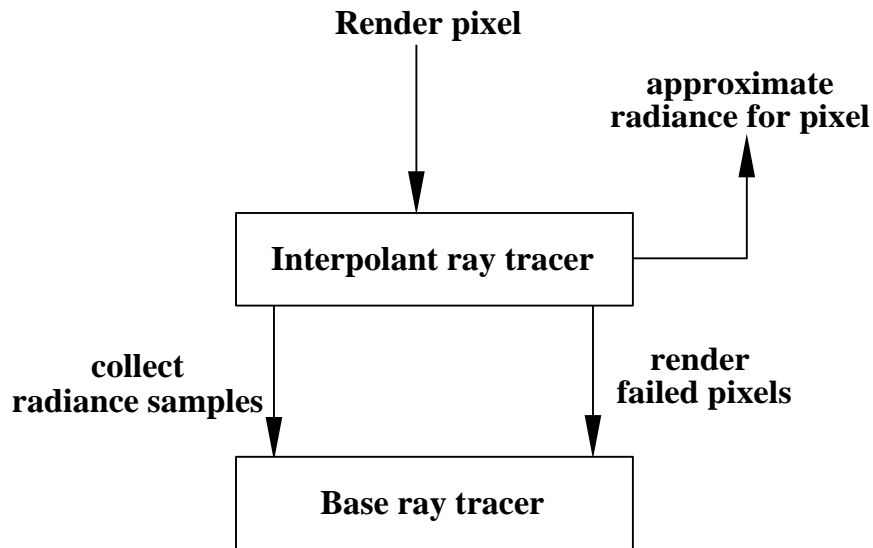 Render pixel
approximate
radiance for pixel
Interpolant ray tracer
collect
radiance samples
render
failed pixels
Base ray tracer